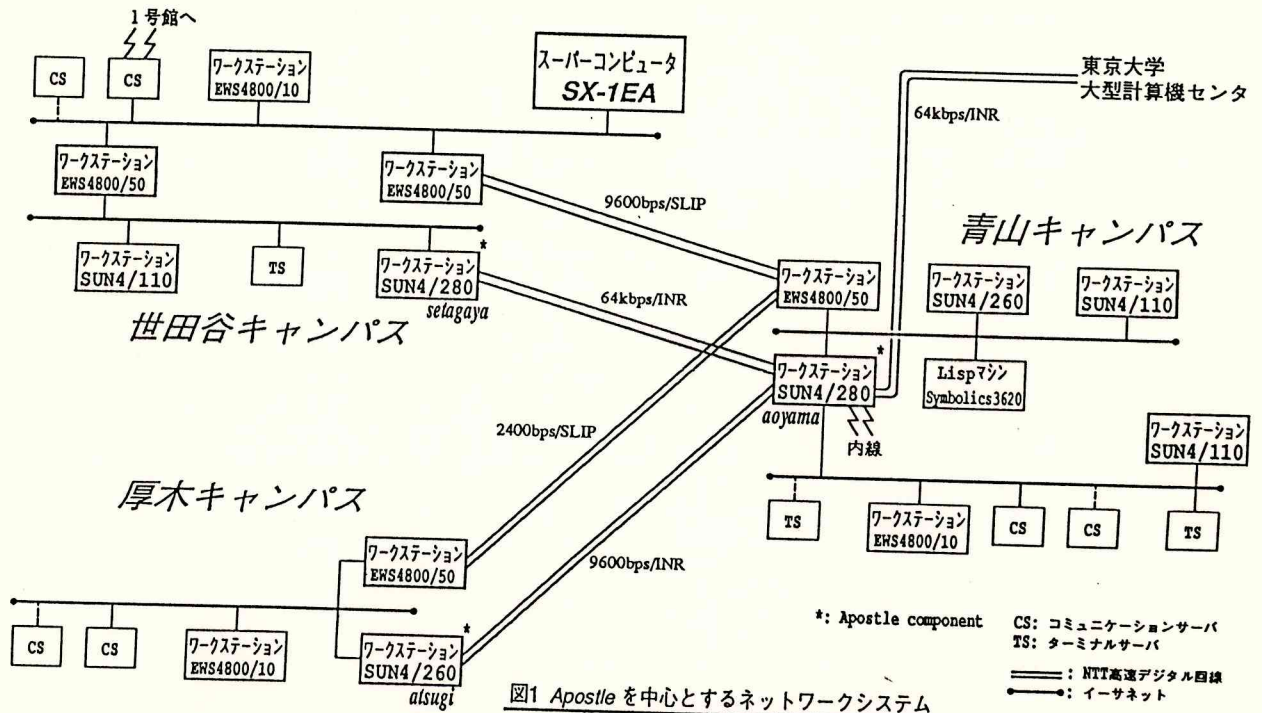 1号館へ
CS
CS
ワークステーション
EWS4800/10
スーパーコンピュータ
SX-1EA
東京大学
大型計算機センタ
64kbps/INR
ワークステーション
EWS4800/50
ワークステーション
EWS4800/50
9600bps/SLIP
青山キャンパス
ワークステーション
SUN4/110
TS
ワークステーション
SUN4/280
*
setagaya
64kbps/INR
世田谷キャンパス
ワークステーション
EWS4800/50
ワークステーション
SUN4/260
ワークステーション
SUN4/110
ワークステーション
SUN4/280
*
aoyama
内線
Lispマシン
Symbolics3620
2400bps/SLIP
ワークステーション
SUN4/110
TS
ワークステーション
EWS4800/10
CS
CS
TS
厚木キャンパス
ワークステーション
EWS4800/50
9600bps/INR
CS
CS
ワークステーション
EWS4800/10
ワークステーション
SUN4/260
*
atsugi
*: Apostle component
CS: コミュニケーションサーバ
TS: ターミナルサーバ
: NTT高速デジタル回線
: イーサネット
図1 Apostle を中心とするネットワークシステム